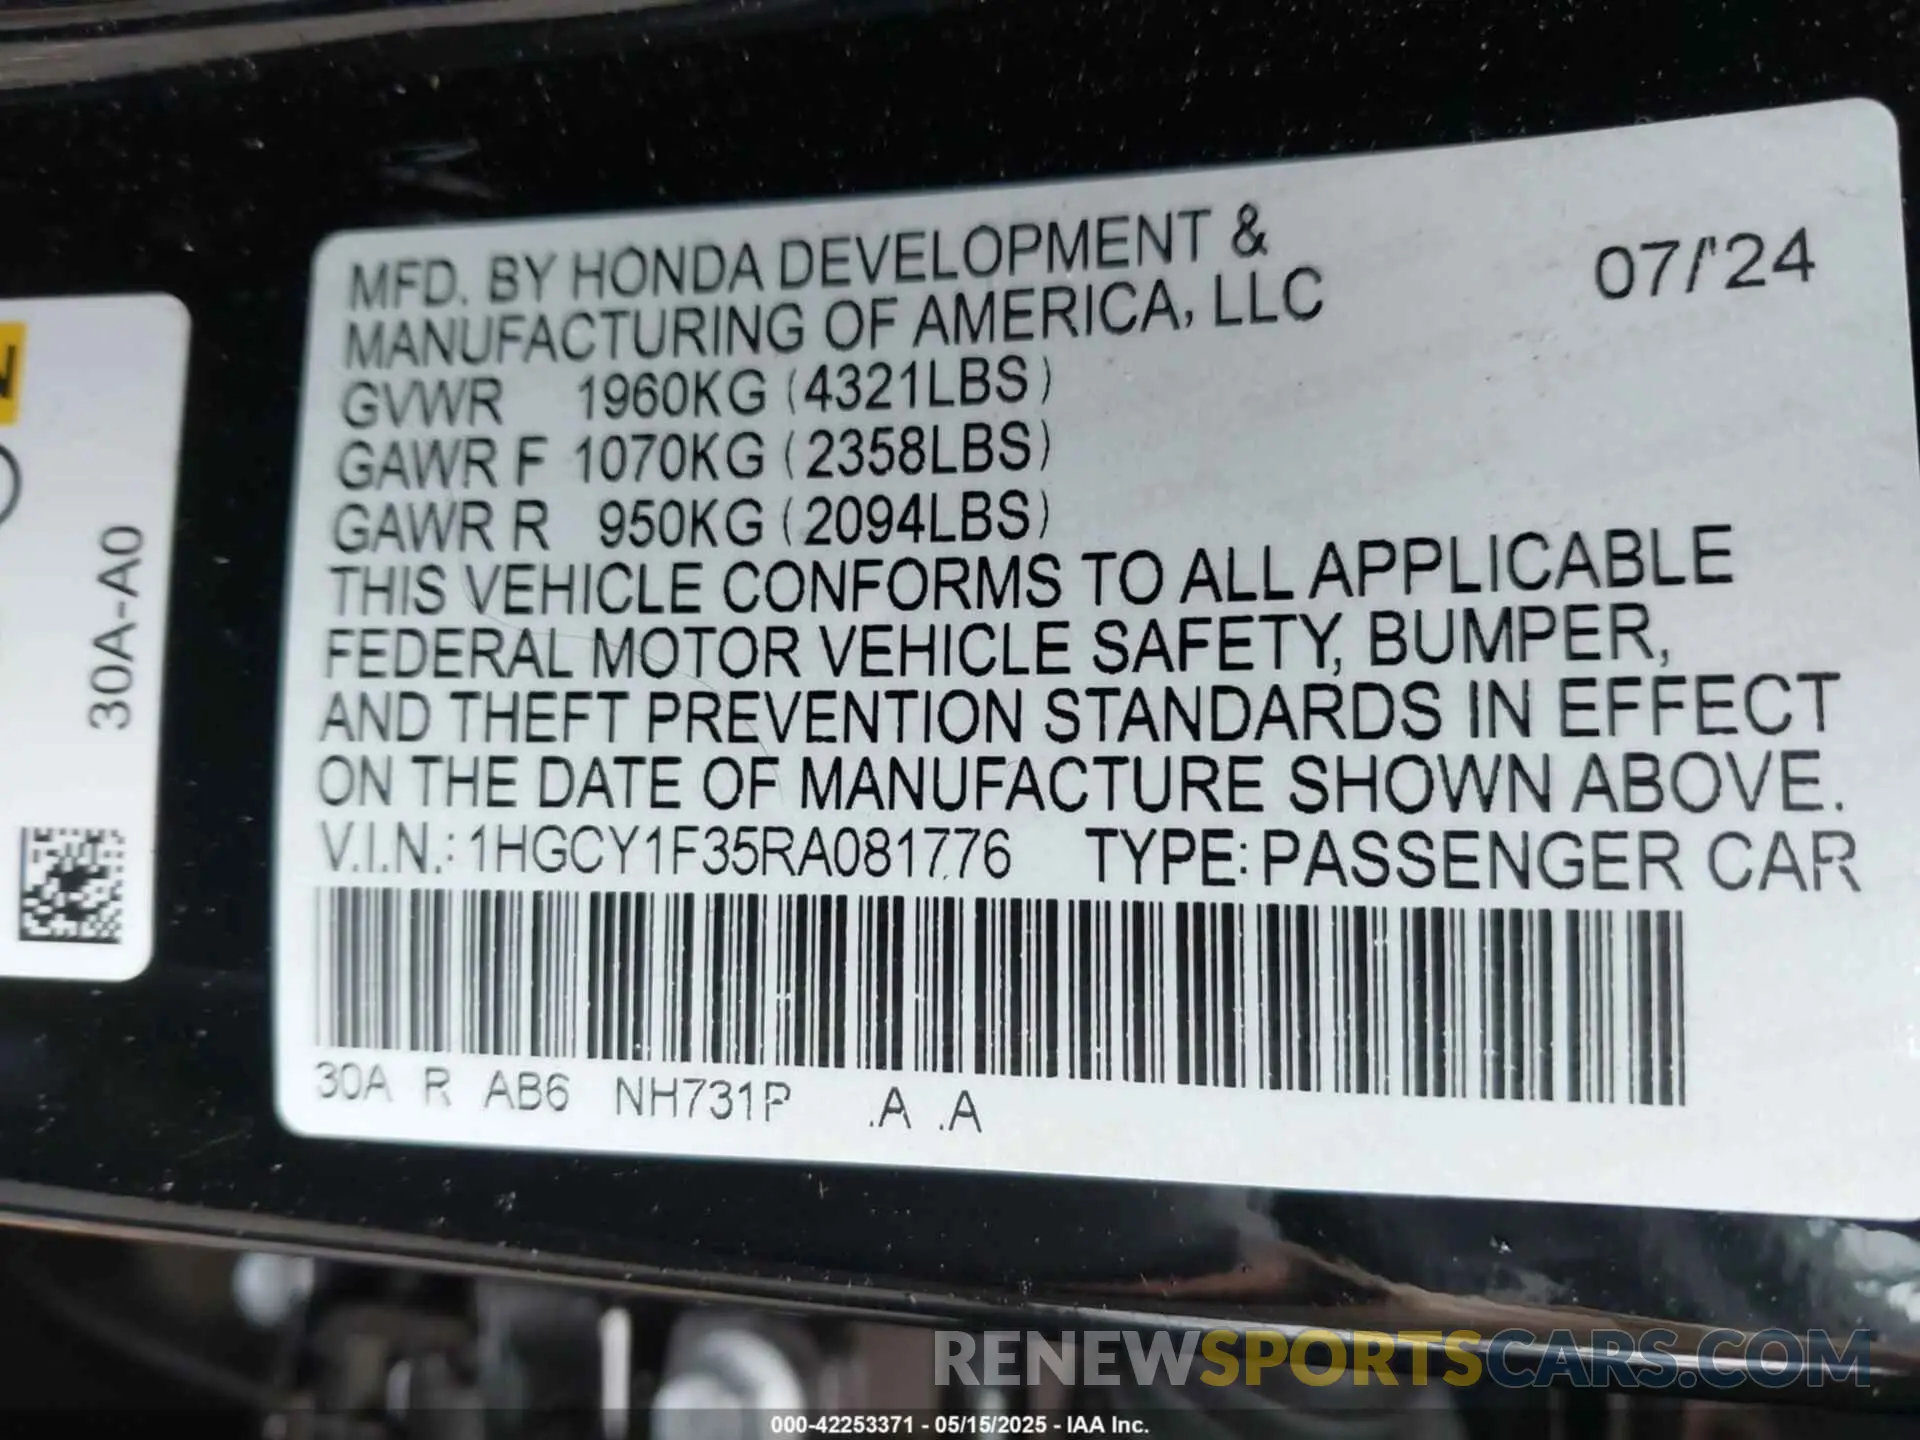 MFD. BY HONDA DEVELOPMENT &
MANUFACTURING OF AMERICA, LLC
07/'24
GVWR 1960KG (4321LBS)
GAWR F 1070KG (2358LBS)
GAWR R 950KG (2094LBS)
THIS VEHICLE CONFORMS TO ALL APPLICABLE
FEDERAL MOTOR VEHICLE SAFETY, BUMPER,
AND THEFT PREVENTION STANDARDS IN EFFECT
ON THE DATE OF MANUFACTURE SHOWN ABOVE.
V.I.N.: 1HGCY1F35RA081776 TYPE: PASSENGER CAR
30A R AB6 NH731P .A .A
30A-A0
RENEWSPORTSCARS.COM
000-42253371 - 05/15/2025 - IAA Inc.